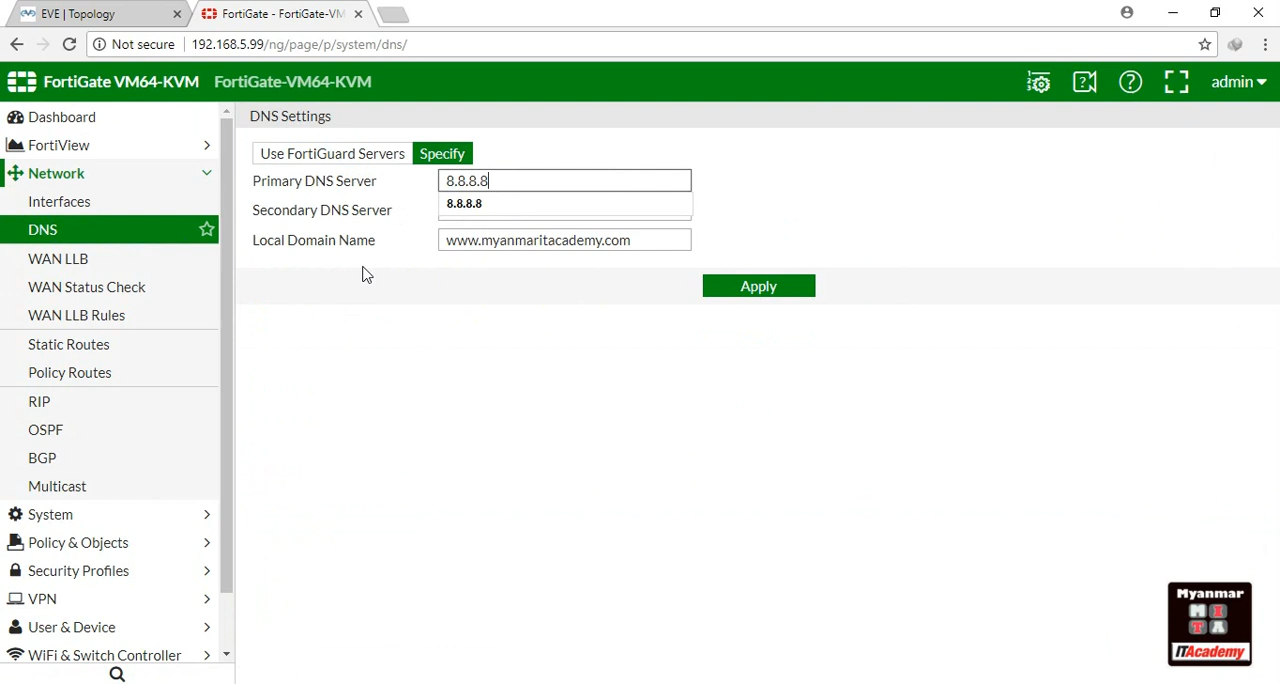 EVE | Topology
FortiGate - FortiGate-VM
Not secure
192.168.5.99/ng/page/p/system/dns/
FortiGate VM64-KVM
FortiGate-VM64-KVM
admin
Dashboard
FortiView
Network
Interfaces
DNS
WAN LLB
WAN Status Check
WAN LLB Rules
Static Routes
Policy Routes
RIP
OSPF
BGP
Multicast
System
Policy & Objects
Security Profiles
VPN
User & Device
WiFi & Switch Controller
DNS Settings
Use FortiGuard Servers
Specify
Primary DNS Server
8.8.8.8
8.8.8.8
Secondary DNS Server
Local Domain Name
www.myanmaritacademy.com
Apply
Myanmar
M I
T A
ITAcademy